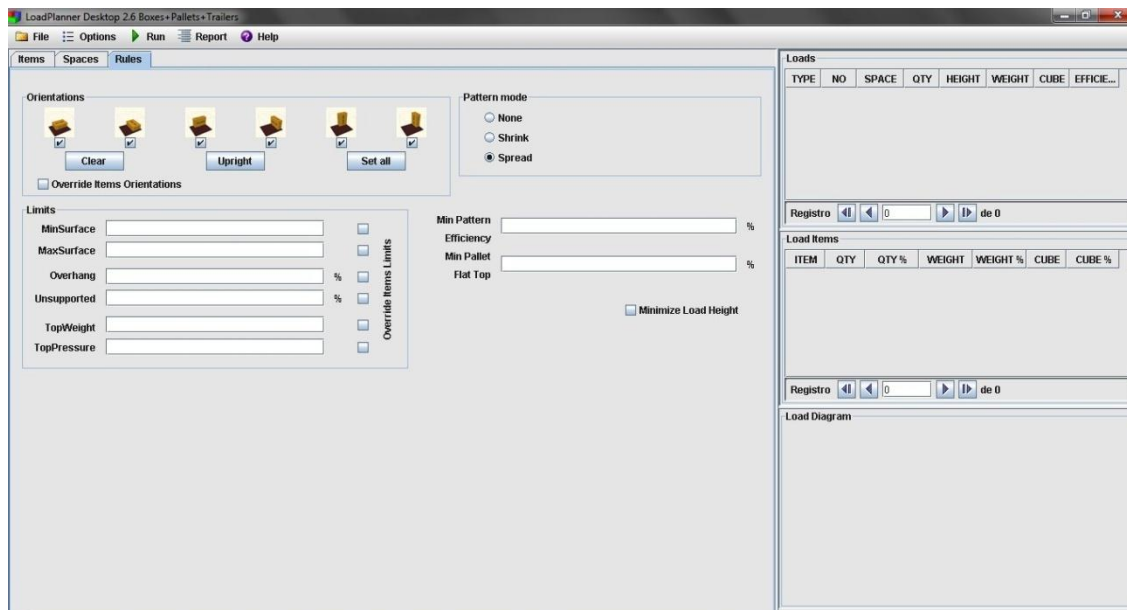 LoadPlanner Desktop 2.6 Boxes+Pallets+Trailers
File Options Run Report Help
Items Spaces Rules
Orientations
Clear Upright Set all
Override Items Orientations
Pattern mode
None
Shrink
Spread
Limits
MinSurface
MaxSurface
Overhang %
Unsupported %
TopWeight
TopPressure
Override Items Limits
Min Pattern
Efficiency %
Min Pallet
Flat Top %
Minimize Load Height
Loads
TYPE NO SPACE QTY HEIGHT WEIGHT CUBE EFFICIE...
Registro 0 de 0
Load Items
ITEM QTY QTY % WEIGHT WEIGHT % CUBE CUBE %
Registro 0 de 0
Load Diagram